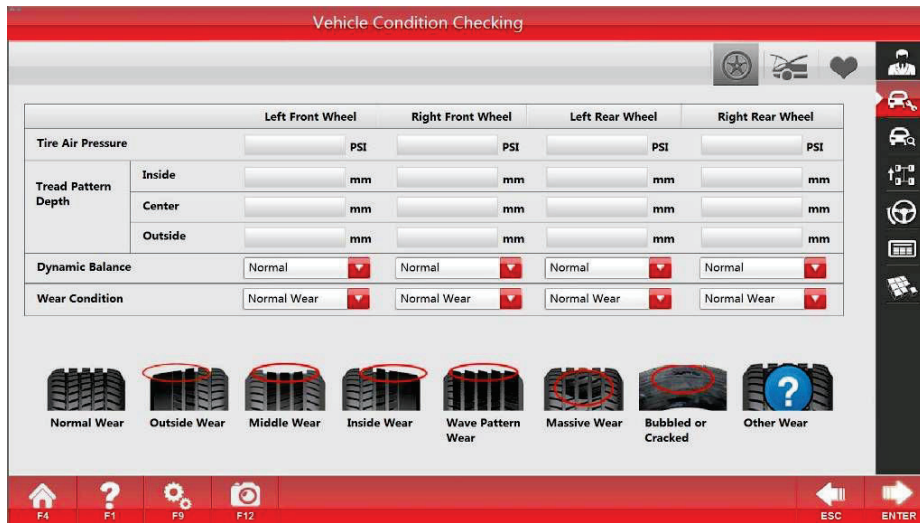 Vehicle Condition Checking
Left Front Wheel Right Front Wheel Left Rear Wheel Right Rear Wheel
Tire Air Pressure PSI PSI PSI PSI
Tread Pattern Depth
Inside mm mm mm mm
Center mm mm mm mm
Outside mm mm mm mm
Dynamic Balance Normal Normal Normal Normal
Wear Condition Normal Wear Normal Wear Normal Wear Normal Wear
Normal Wear Outside Wear Middle Wear Inside Wear Wave Pattern Wear Massive Wear Bubbled or Cracked Other Wear
F4 F1 F9 F12 ESC ENTER